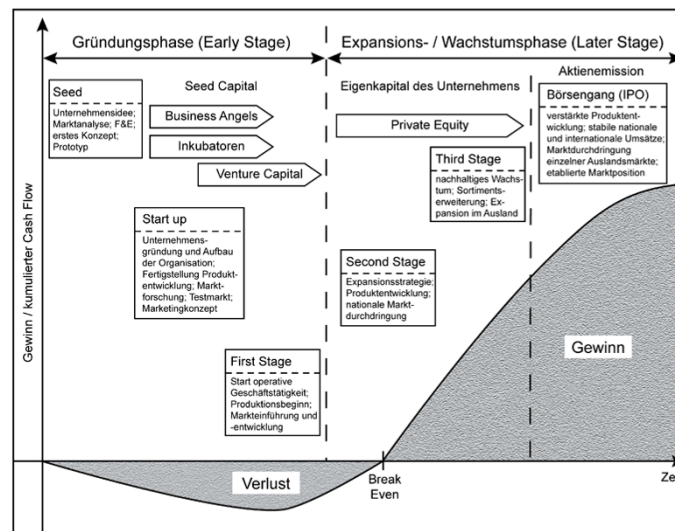 Gründungsphase (Early Stage)
Expansions- / Wachstumsphase (Later Stage)
Seed
Unternehmensidee;
Marktanalyse; F&E;
erstes Konzept;
Prototyp
Seed Capital
Business Angels
Inkubatoren
Venture Capital
Start up
Unternehmens-
gründung und Aufbau
der Organisation;
Fertigstellung Produkt-
entwicklung; Markt-
forschung; Testmarkt;
Marketingkonzept
First Stage
Start operative
Geschäftstätigkeit;
Produktionsbeginn;
Markteinführung und
-entwicklung
Eigenkapital des Unternehmens
Private Equity
Second Stage
Expansionsstrategie;
Produktentwicklung;
nationale Markt-
durchdringung
Third Stage
nachhaltiges Wachs-
tum; Sortiments-
erweiterung; Ex-
pansion im Ausland
Aktienemission
Börsengang (IPO)
verstärkte Produktent-
wicklung; stabile nationale
und internationale Umsätze;
Marktdurchdringung
einzelner Auslandsmärkte;
etablierte Marktposition
Gewinn / kumulierter Cash Flow
Gewinn
Verlust
Break
Even
Ze